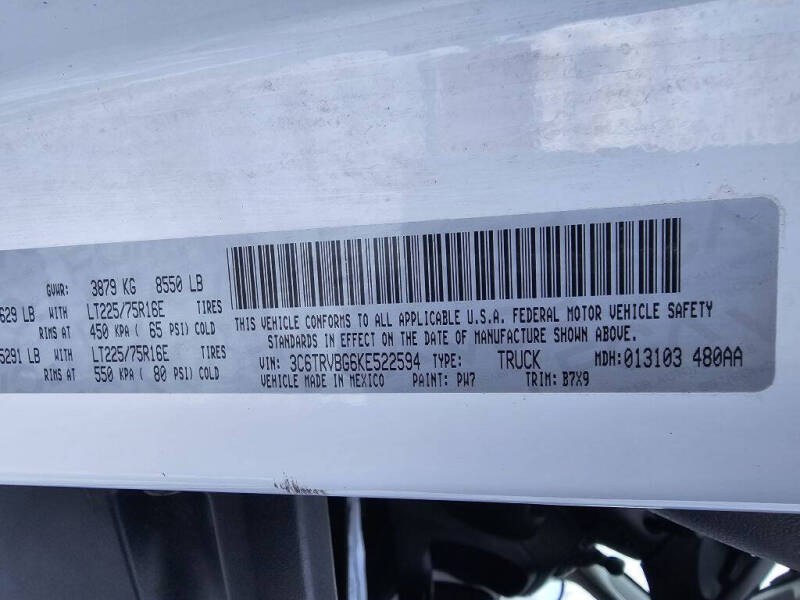 GVWR: 3879 KG 8550 LB
629 LB WITH LT225/75R16E TIRES
RIMS AT 450 KPA ( 65 PSI) COLD
5291 LB WITH LT225/75R16E TIRES
RIMS AT 550 KPA ( 80 PSI) COLD
THIS VEHICLE CONFORMS TO ALL APPLICABLE U.S.A. FEDERAL MOTOR VEHICLE SAFETY
STANDARDS IN EFFECT ON THE DATE OF MANUFACTURE SHOWN ABOVE.
VIN: 3C6TRVBG6KE522594 TYPE: TRUCK MDH:013103 480AA
VEHICLE MADE IN MEXICO PAINT: PW7 TRIM: B7X9